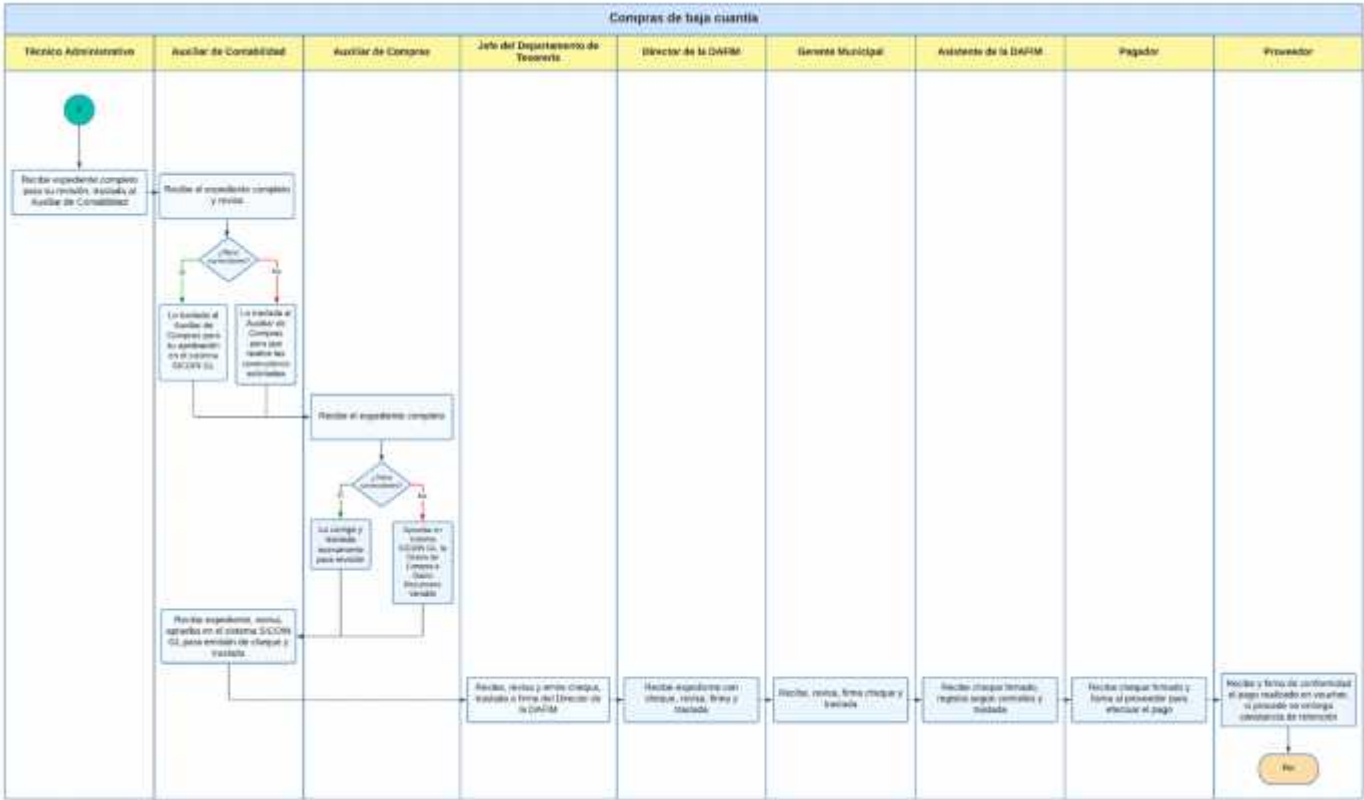 Compras de baja cuantía
Técnico Administrativo
Auxiliar de Contabilidad
Auxiliar de Compras
Jefe del Departamento de
Tesorería
Director de la DAFIM
Gerente Municipal
Asistente de la DAFIM
Pagador
Proveedor
Recibe expediente completo
para su revisión, traslada al
Auxiliar de Contabilidad
Recibe el expediente completo
y revisa
¿Tiene
correcciones?
No
Lo traslada al
Auxiliar de
Compras para
su aprobación
en el sistema
SICOIN GL
Lo traslada al
Auxiliar de
Compras
para que
realice las
correcciones
solicitadas
Recibe el expediente completo
¿Tiene
correcciones?
No
Lo corrige y
traslada
nuevamente
para revisión
Aprueba en
sistema
SICOIN GL, la
Orden de
Compra o
Gasto
Documento
Variable
Recibe expediente, revisa,
aprueba en el sistema SICOIN
GL para emisión de cheque y
traslada
Recibe, revisa y emite cheque,
traslada a firma del Director de
la DAFIM
Recibe expediente con
cheque, revisa, firma y
traslada
Recibe, revisa, firma cheque y
traslada
Recibe cheque firmado,
registra según controles y
traslada
Recibe cheque firmado y
llama al proveedor para
efectuar el pago
Recibe y firma de conformidad
el pago realizado en voucher,
si procede se entrega
constancia de retención
Fin